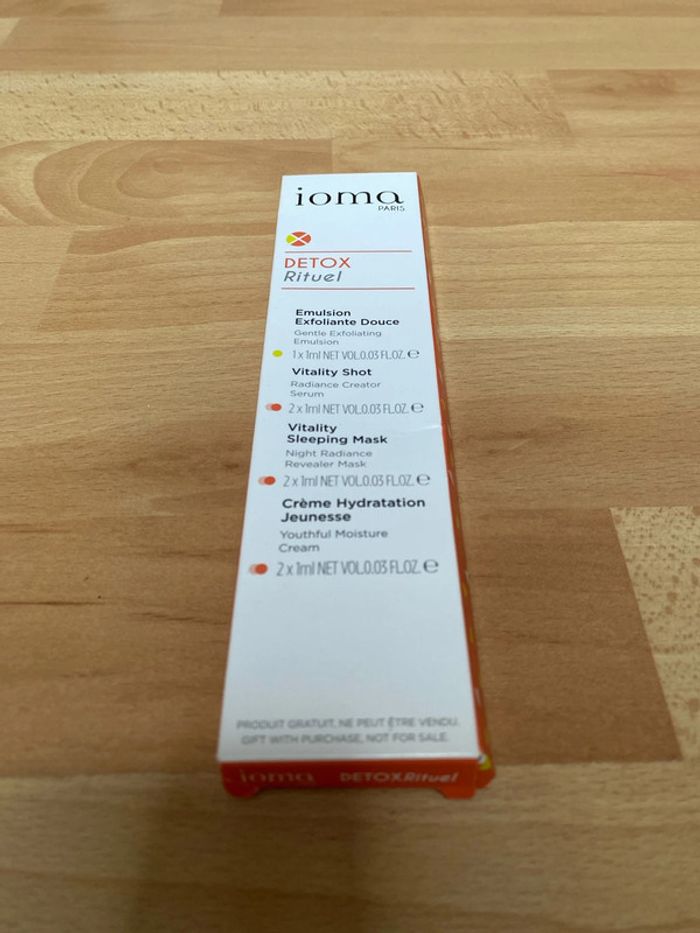 ioma
PARIS
DETOX
Rituel
Emulsion
Exfoliante Douce
Gentle Exfoliating
Emulsion
1 x 1ml NET VOL.0.03 FL.OZ. ℮
Vitality Shot
Radiance Creator
Serum
2 x 1ml NET VOL.0.03 FL.OZ. ℮
Vitality
Sleeping Mask
Night Radiance
Revealer Mask
2 x 1ml NET VOL.0.03 FL.OZ. ℮
Crème Hydratation
Jeunesse
Youthful Moisture
Cream
2 x 1ml NET VOL.0.03 FL.OZ. ℮
PRODUIT GRATUIT, NE PEUT ÊTRE VENDU.
GIFT WITH PURCHASE, NOT FOR SALE.
ioma DETOX Rituel